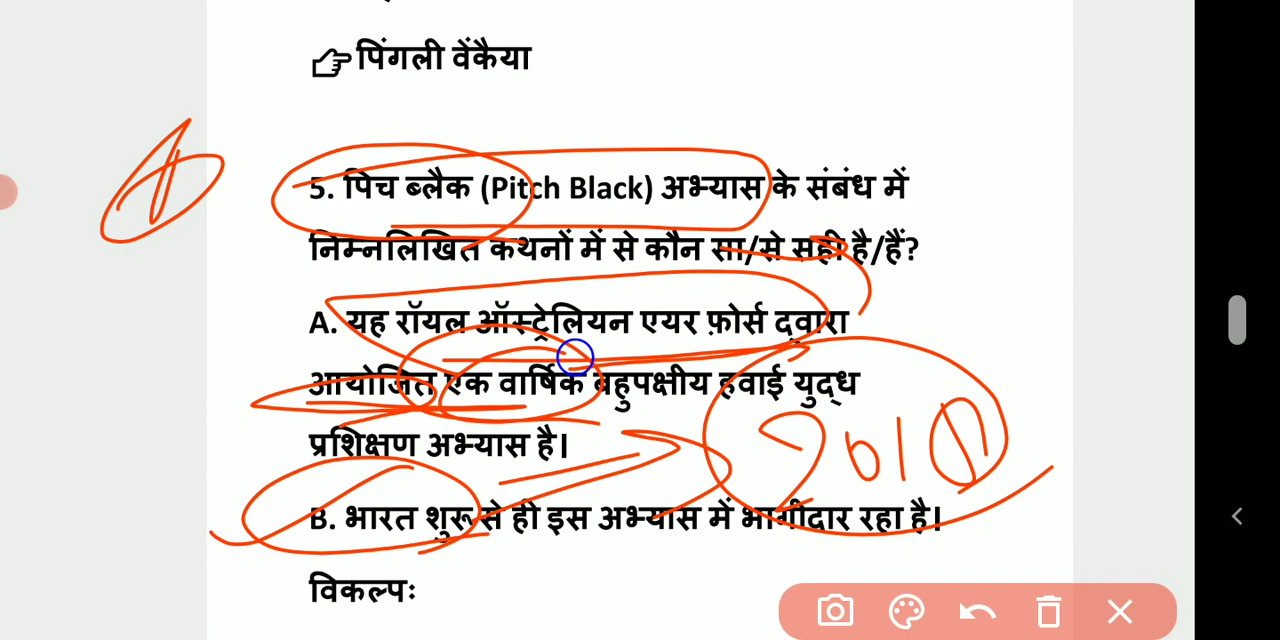 पिंगली वेंकैया
5. पिच ब्लैक (Pitch Black) अभ्यास के संबंध में
निम्नलिखित कथनों में से कौन सा/से सही है/हैं?
A. यह रॉयल ऑस्ट्रेलियन एयर फ़ोर्स द्वारा
आयोजित एक वार्षिक बहुपक्षीय हवाई युद्ध
प्रशिक्षण अभ्यास है।
201
B. भारत शुरू से ही इस अभ्यास में भागीदार रहा है।
विकल्पः